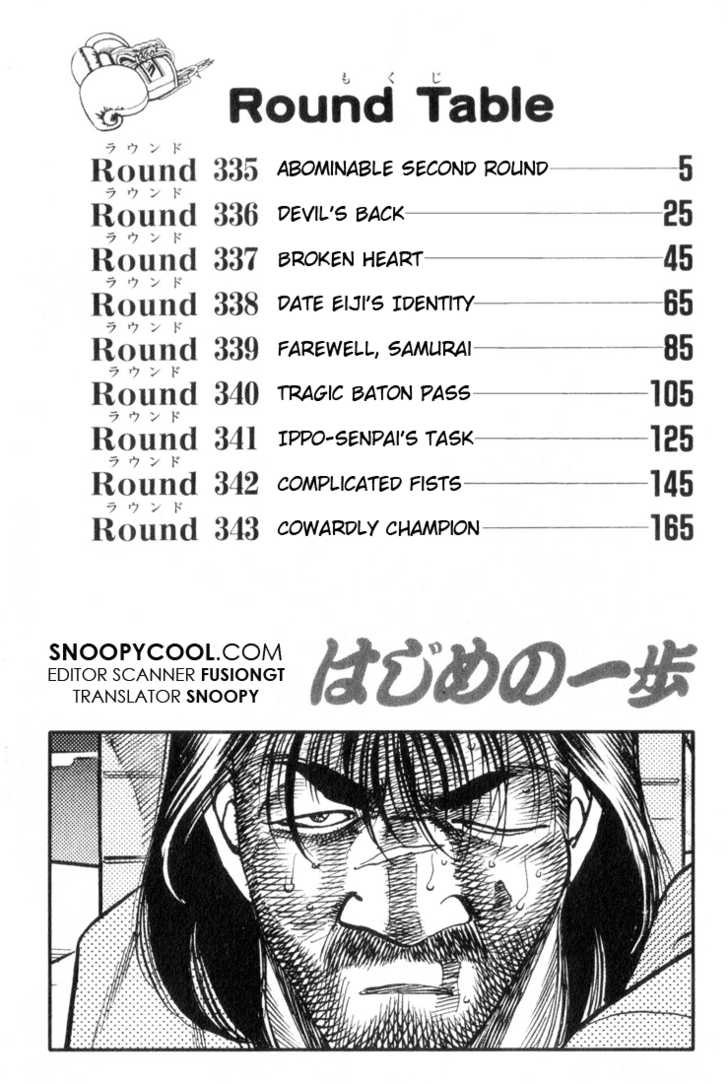 もくじ
Round Table
ラウンド
Round 335 ABOMINABLE SECOND ROUND 5
ラウンド
Round 336 DEVIL'S BACK 25
ラウンド
Round 337 BROKEN HEART 45
ラウンド
Round 338 DATE EIJI'S IDENTITY 65
ラウンド
Round 339 FAREWELL, SAMURAI 85
ラウンド
Round 340 TRAGIC BATON PASS 105
ラウンド
Round 341 IPPO-SENPAI'S TASK 125
ラウンド
Round 342 COMPLICATED FISTS 145
ラウンド
Round 343 COWARDLY CHAMPION 165
SNOOPYCOOL.COM
EDITOR SCANNER FUSIONGT
TRANSLATOR SNOOPY
はじめの一歩